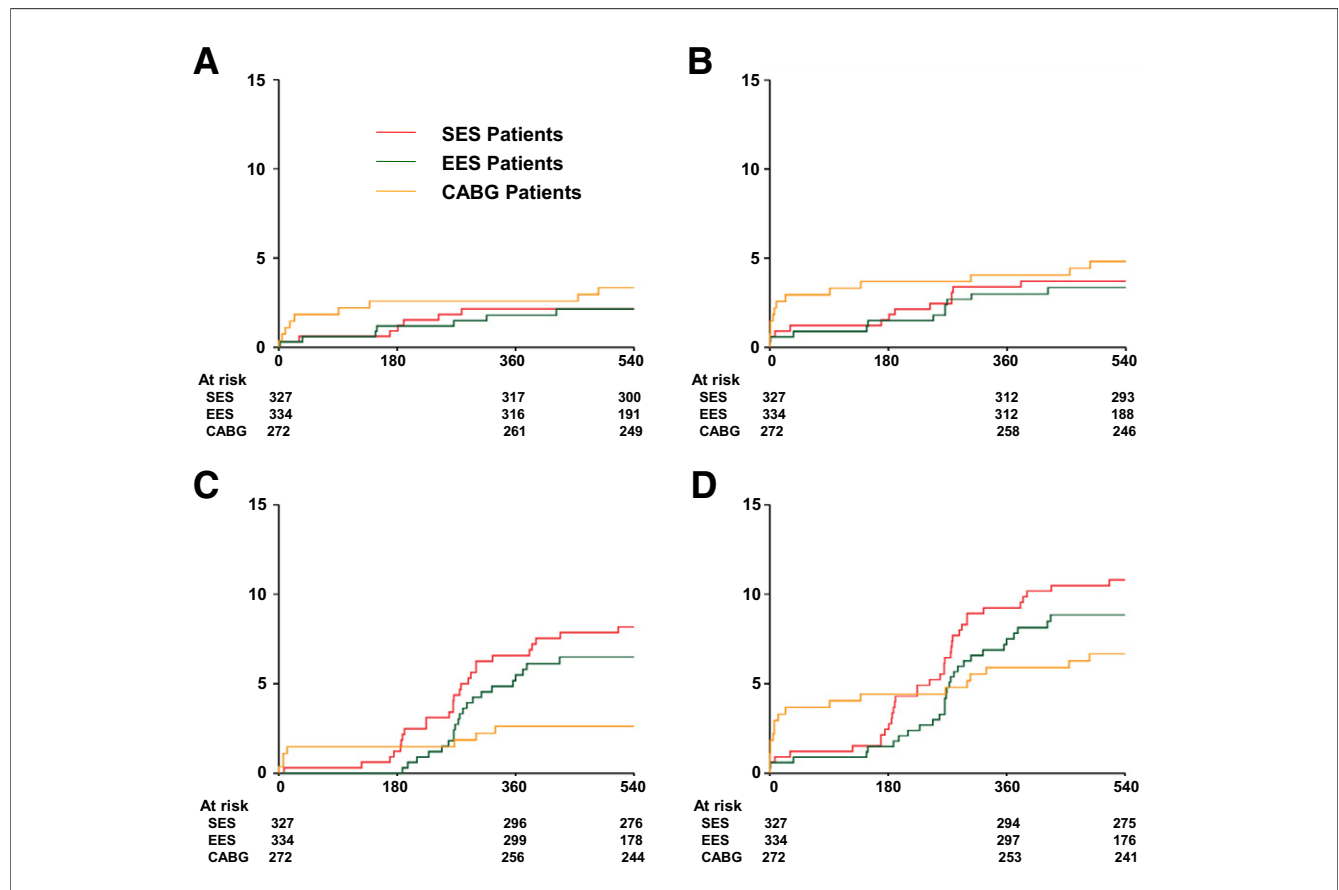 A
15
10
5
0
0 180 360 540
SES Patients
EES Patients
CABG Patients
At risk
SES 327 317 300
EES 334 316 191
CABG 272 261 249
B
15
10
5
0
0 180 360 540
At risk
SES 327 312 293
EES 334 312 188
CABG 272 258 246
C
15
10
5
0
0 180 360 540
At risk
SES 327 296 276
EES 334 299 178
CABG 272 256 244
D
15
10
5
0
0 180 360 540
At risk
SES 327 294 275
EES 334 297 176
CABG 272 253 241